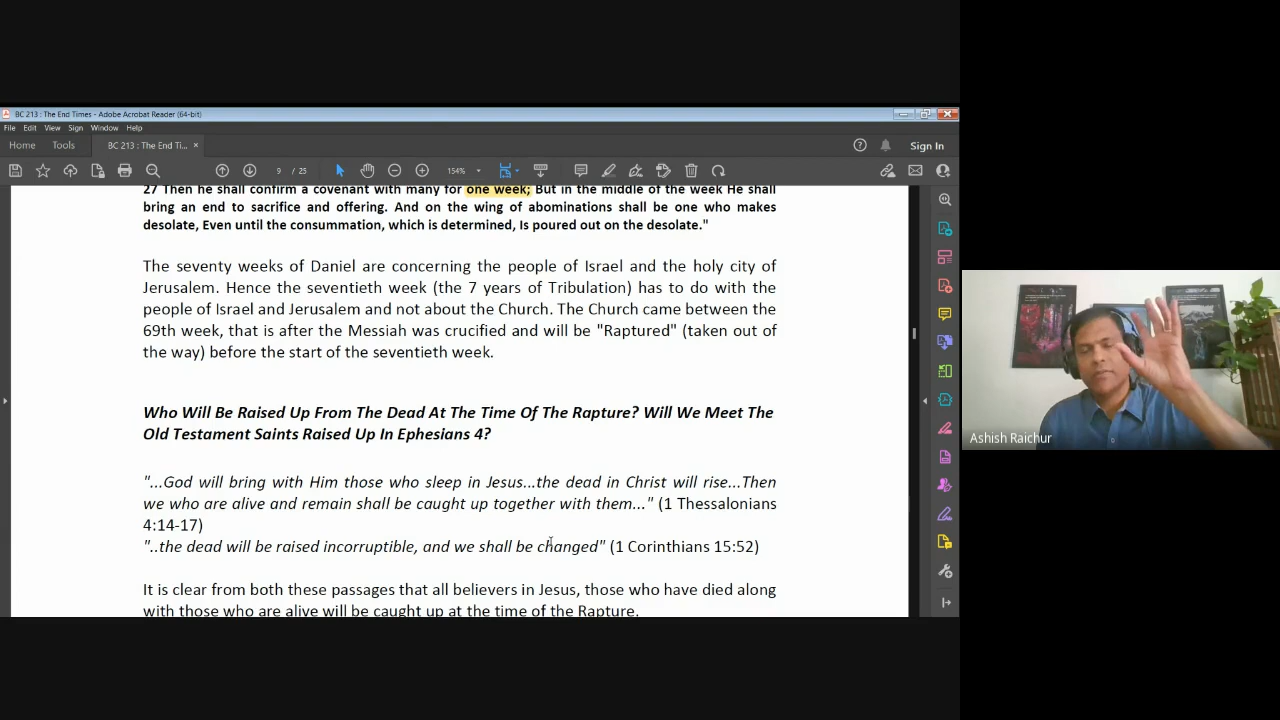 BC 213 : The End Times - Adobe Acrobat Reader (64-bit)
File Edit View Sign Window Help
Home Tools BC 213 : The End Ti... × Sign In
9 / 25 154%
27 Then he shall confirm a covenant with many for one week; But in the middle of the week He shall
bring an end to sacrifice and offering. And on the wing of abominations shall be one who makes
desolate, Even until the consummation, which is determined, Is poured out on the desolate."
The seventy weeks of Daniel are concerning the people of Israel and the holy city of
Jerusalem. Hence the seventieth week (the 7 years of Tribulation) has to do with the
people of Israel and Jerusalem and not about the Church. The Church came between the
69th week, that is after the Messiah was crucified and will be "Raptured" (taken out of
the way) before the start of the seventieth week.
Who Will Be Raised Up From The Dead At The Time Of The Rapture? Will We Meet The
Old Testament Saints Raised Up In Ephesians 4?
"...God will bring with Him those who sleep in Jesus...the dead in Christ will rise...Then
we who are alive and remain shall be caught up together with them..." (1 Thessalonians
4:14-17)
"..the dead will be raised incorruptible, and we shall be changed" (1 Corinthians 15:52)
It is clear from both these passages that all believers in Jesus, those who have died along
with those who are alive will be caught up at the time of the Rapture.
Ashish Raichur